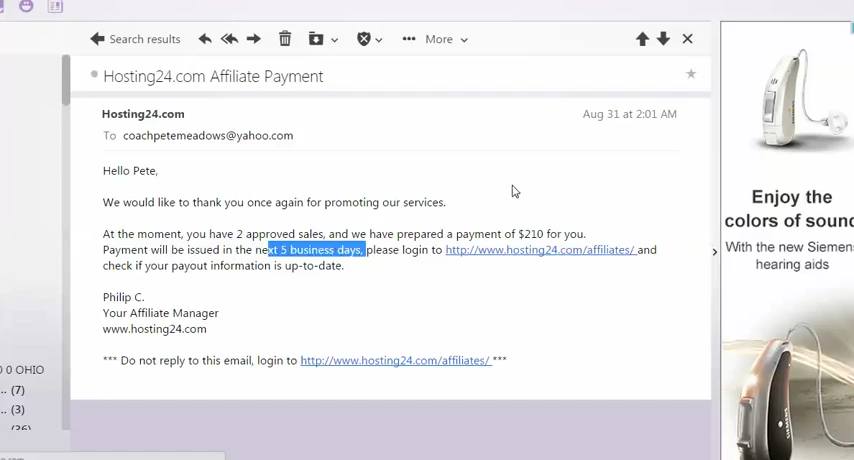 Search results
More
Hosting24.com Affiliate Payment
Hosting24.com
Aug 31 at 2:01 AM
To coachpetemeadows@yahoo.com
Hello Pete,
We would like to thank you once again for promoting our services.
At the moment, you have 2 approved sales, and we have prepared a payment of $210 for you.
Payment will be issued in the next 5 business days, please login to http://www.hosting24.com/affiliates/ and
check if your payout information is up-to-date.
Philip C.
Your Affiliate Manager
www.hosting24.com
*** Do not reply to this email, login to http://www.hosting24.com/affiliates/ ***
0 0 OHIO
... (7)
... (3)
Enjoy the
colors of sound
With the new Siemens
hearing aids
SIEMENS